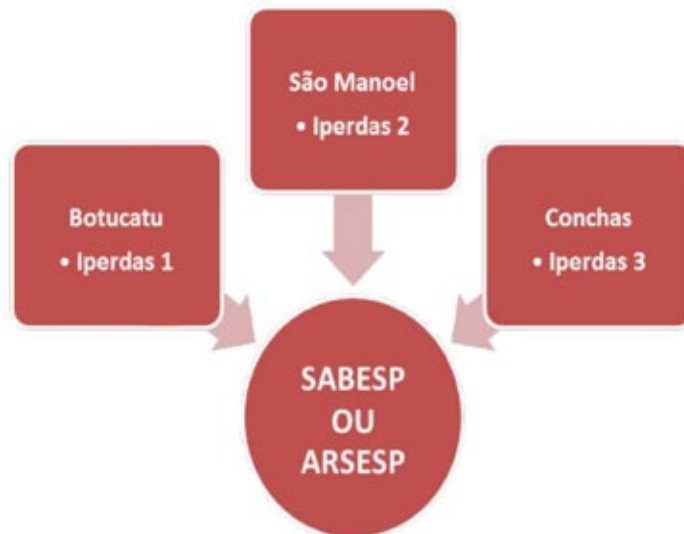 São Manoel
• Iperdas 2
Botucatu
• Iperdas 1
Conchas
• Iperdas 3
SABESP
OU
ARSESP